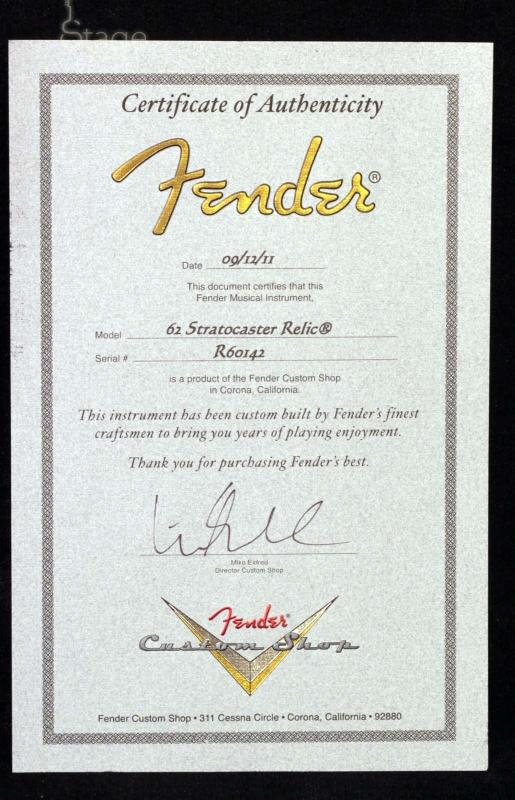 Stage
Certificate of Authenticity
Fender®
Date 09/12/11
This document certifies that this
Fender Musical Instrument,
Model 62 Stratocaster Relic®
Serial # R60142
is a product of the Fender Custom Shop
in Corona, California.
This instrument has been custom built by Fender's finest
craftsmen to bring you years of playing enjoyment.
Thank you for purchasing Fender's best.
Mike Eldred
Director Custom Shop
Fender®
Custom Shop
Fender Custom Shop • 311 Cessna Circle • Corona, California • 92880